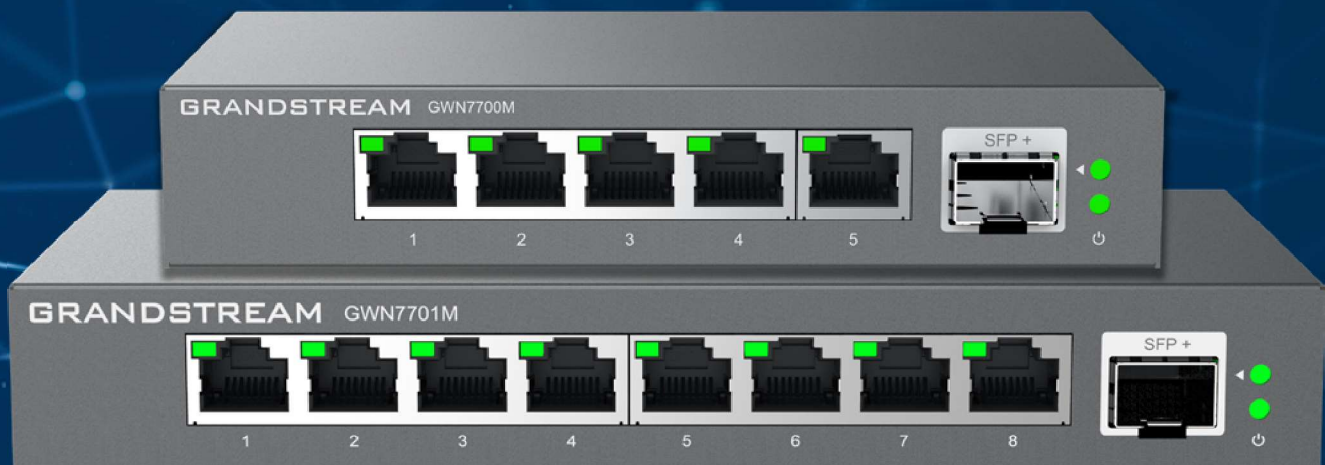 GRANDSTREAM GWN7700M
SFP +
1 2 3 4 5
GRANDSTREAM GWN7701M
SFP +
1 2 3 4 5 6 7 8